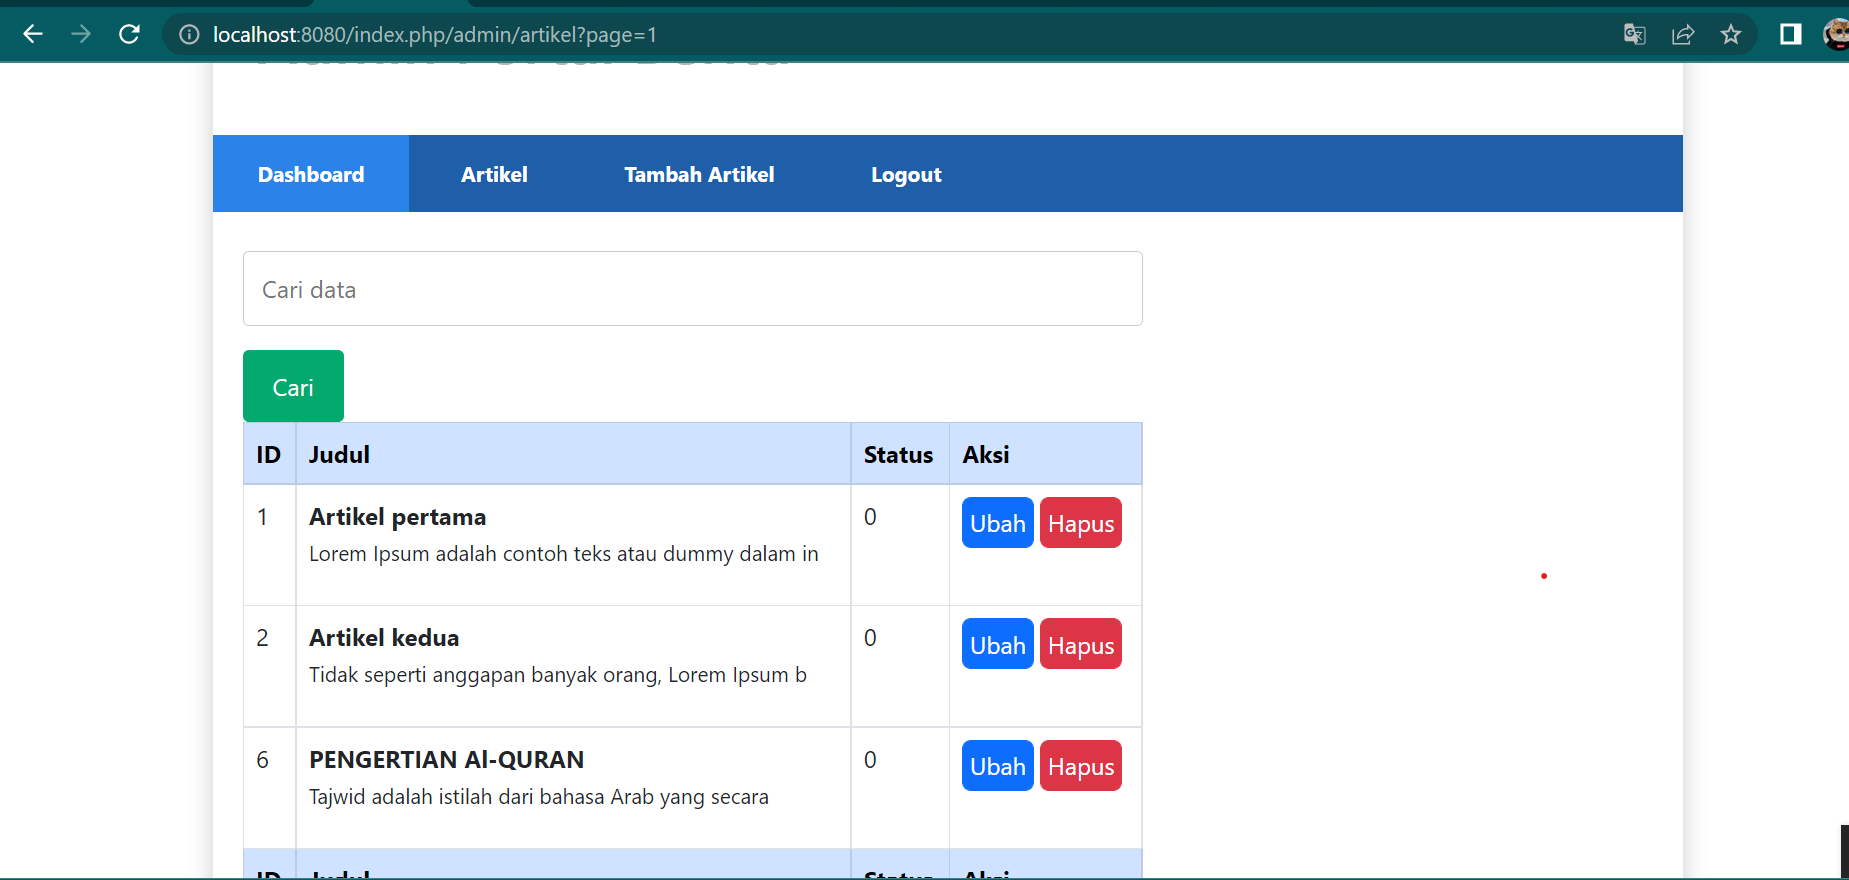 localhost:8080/index.php/admin/artikel?page=1
Dashboard Artikel Tambah Artikel Logout
Cari data
Cari
ID Judul Status Aksi
1 Artikel pertama 0 Ubah Hapus
Lorem Ipsum adalah contoh teks atau dummy dalam in
2 Artikel kedua 0 Ubah Hapus
Tidak seperti anggapan banyak orang, Lorem Ipsum b
6 PENGERTIAN Al-QURAN 0 Ubah Hapus
Tajwid adalah istilah dari bahasa Arab yang secara
ID Judul Status Aksi